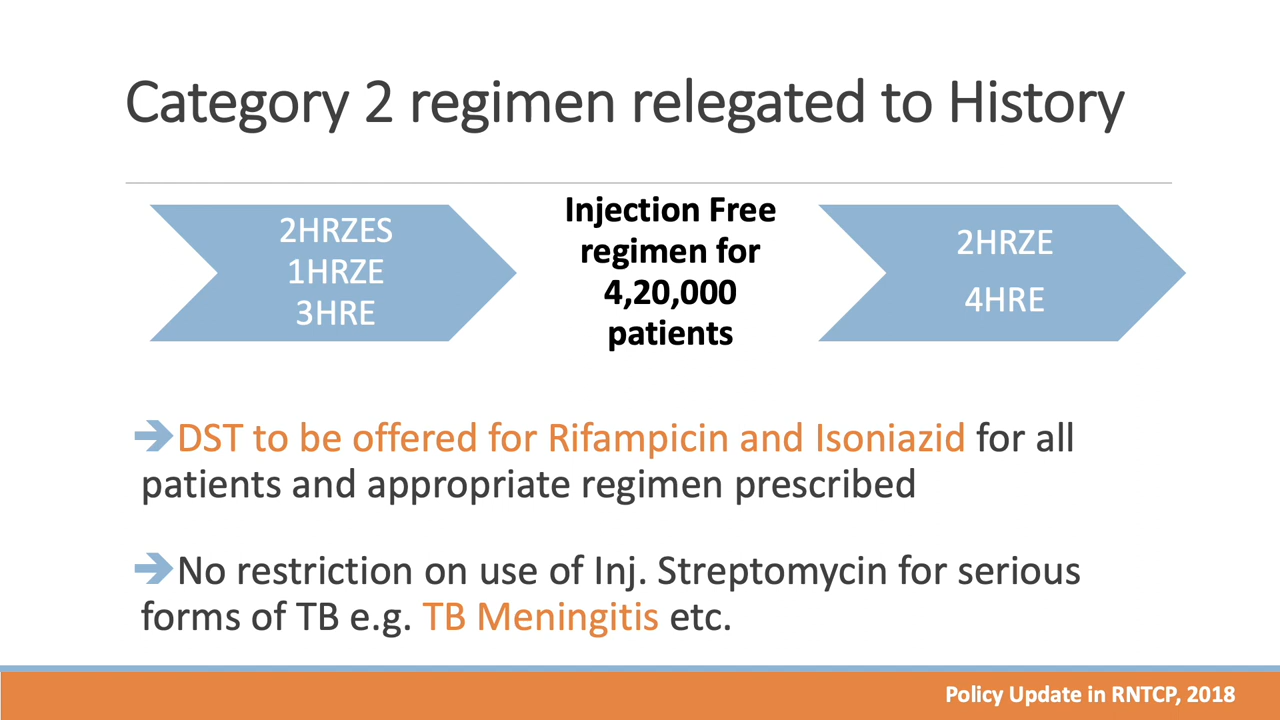 Category 2 regimen relegated to History
2HRZES
1HRZE
3HRE
Injection Free
regimen for
4,20,000
patients
2HRZE
4HRE
➔DST to be offered for Rifampicin and Isoniazid for all
patients and appropriate regimen prescribed
➔No restriction on use of Inj. Streptomycin for serious
forms of TB e.g. TB Meningitis etc.
Policy Update in RNTCP, 2018